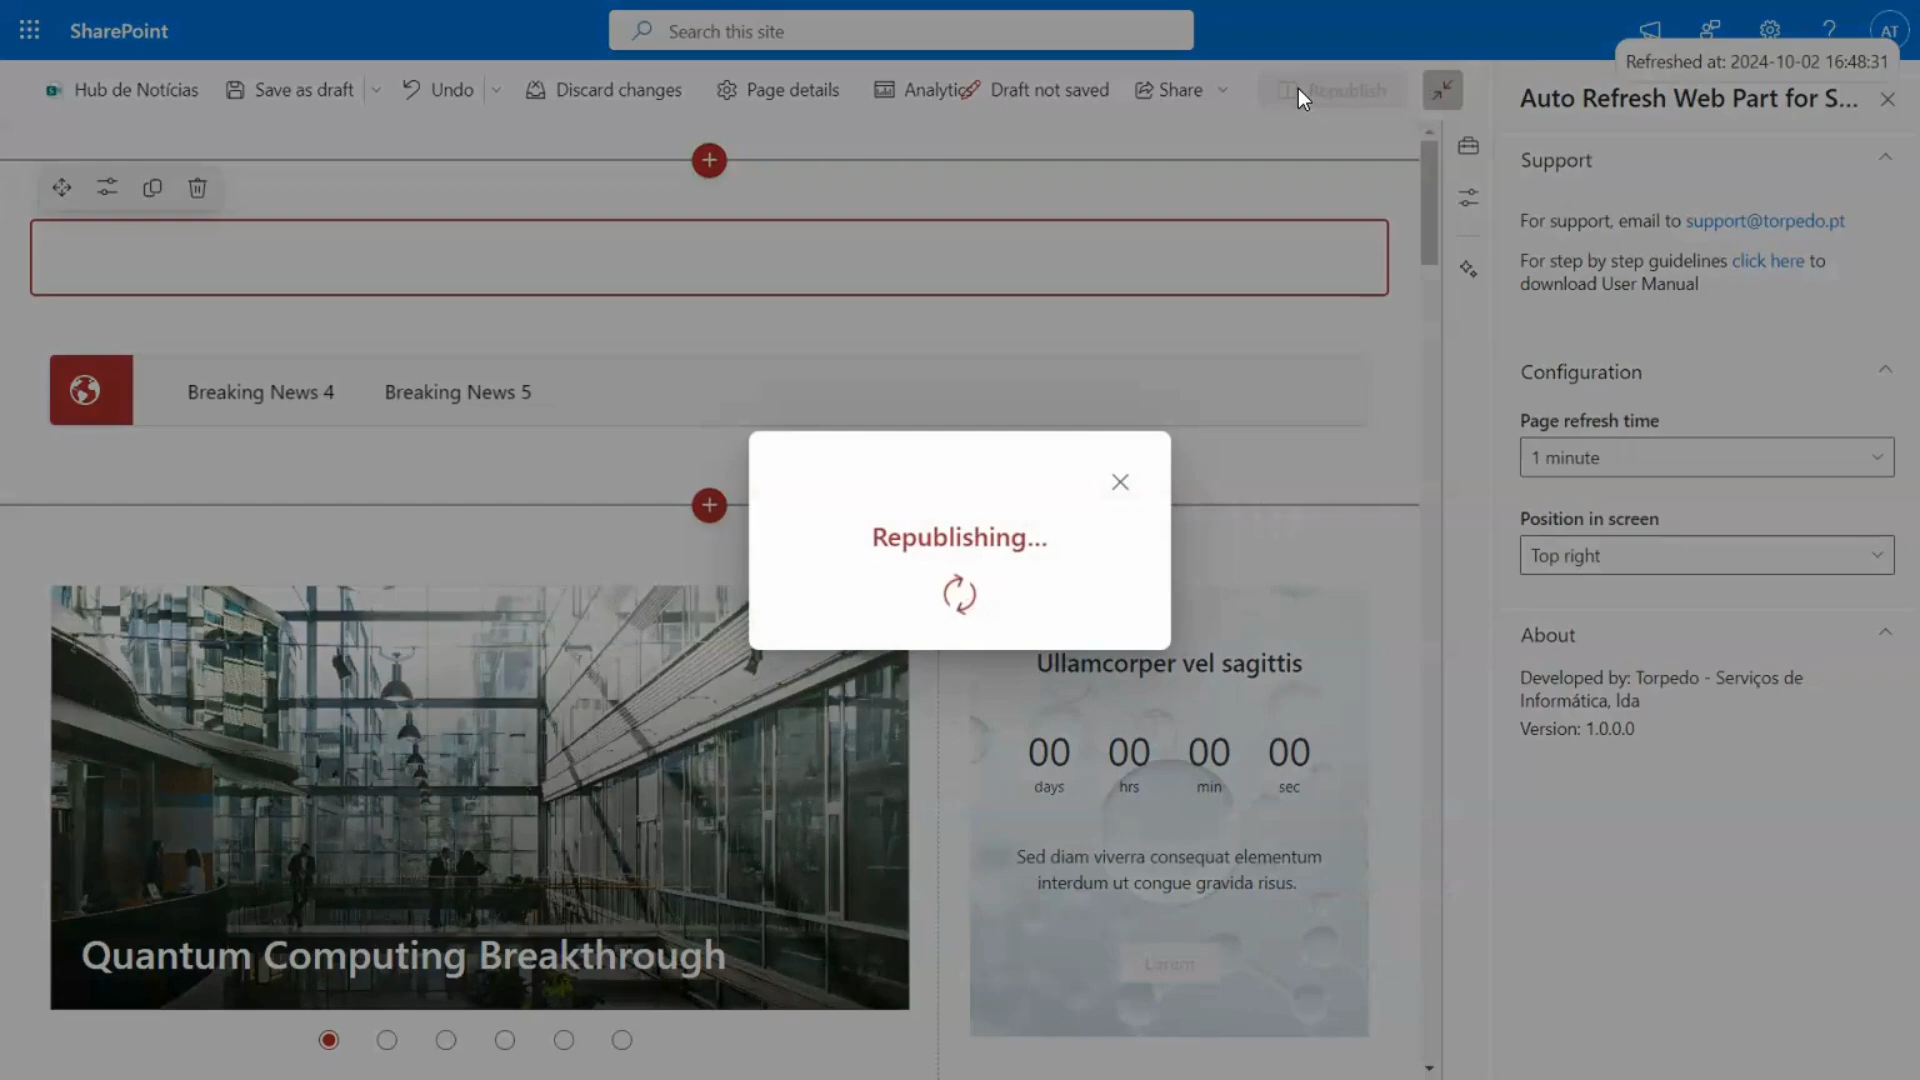 SharePoint
Search this site
AT
Refreshed at: 2024-10-02 16:48:31
Hub de Notícias
Save as draft
Undo
Discard changes
Page details
Analytics
Draft not saved
Share
Republish
Auto Refresh Web Part for S...
Support
For support, email to support@torpedo.pt
For step by step guidelines click here to
download User Manual
Configuration
Page refresh time
1 minute
Position in screen
Top right
About
Developed by: Torpedo - Serviços de
Informática, lda
Version: 1.0.0.0
Breaking News 4
Breaking News 5
Republishing...
Quantum Computing Breakthrough
Ullamcorper vel sagittis
00 00 00 00
days hrs min sec
Sed diam viverra consequat elementum
interdum ut congue gravida risus.
Lorem